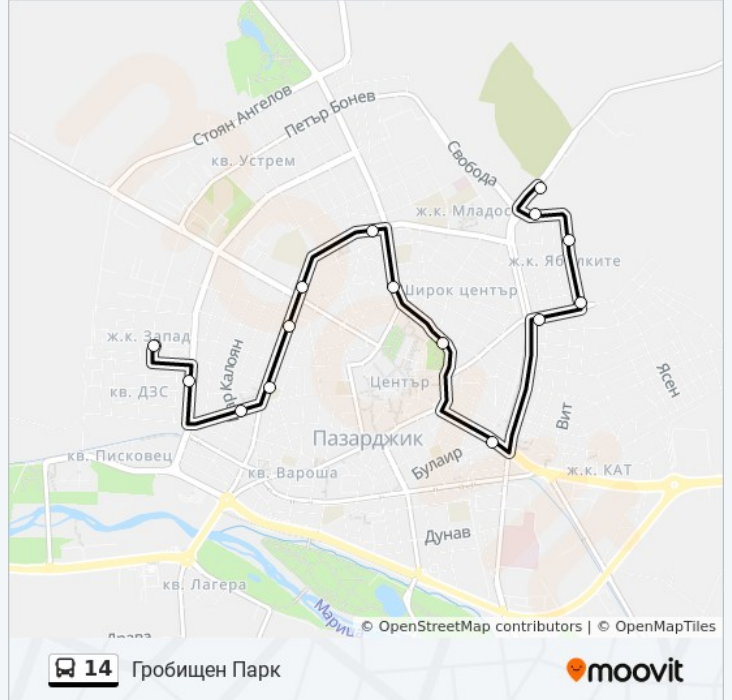 Стоян Ангелов
Петър Бонев
Свобода
кв. Устрем
ж.к. Младос
ж.к. Ябълките
Широк център
ж.к. Запад
ар Калоян
кв. ДЗС
Център
Ясен
Вит
Пазарджик
кв. Писковец
кв. Вароша
Булаир
ж.к. КАТ
Дунав
кв. Лагера
Марица
© OpenStreetMap contributors | © OpenMapTiles
14 Гробищен Парк
moovit